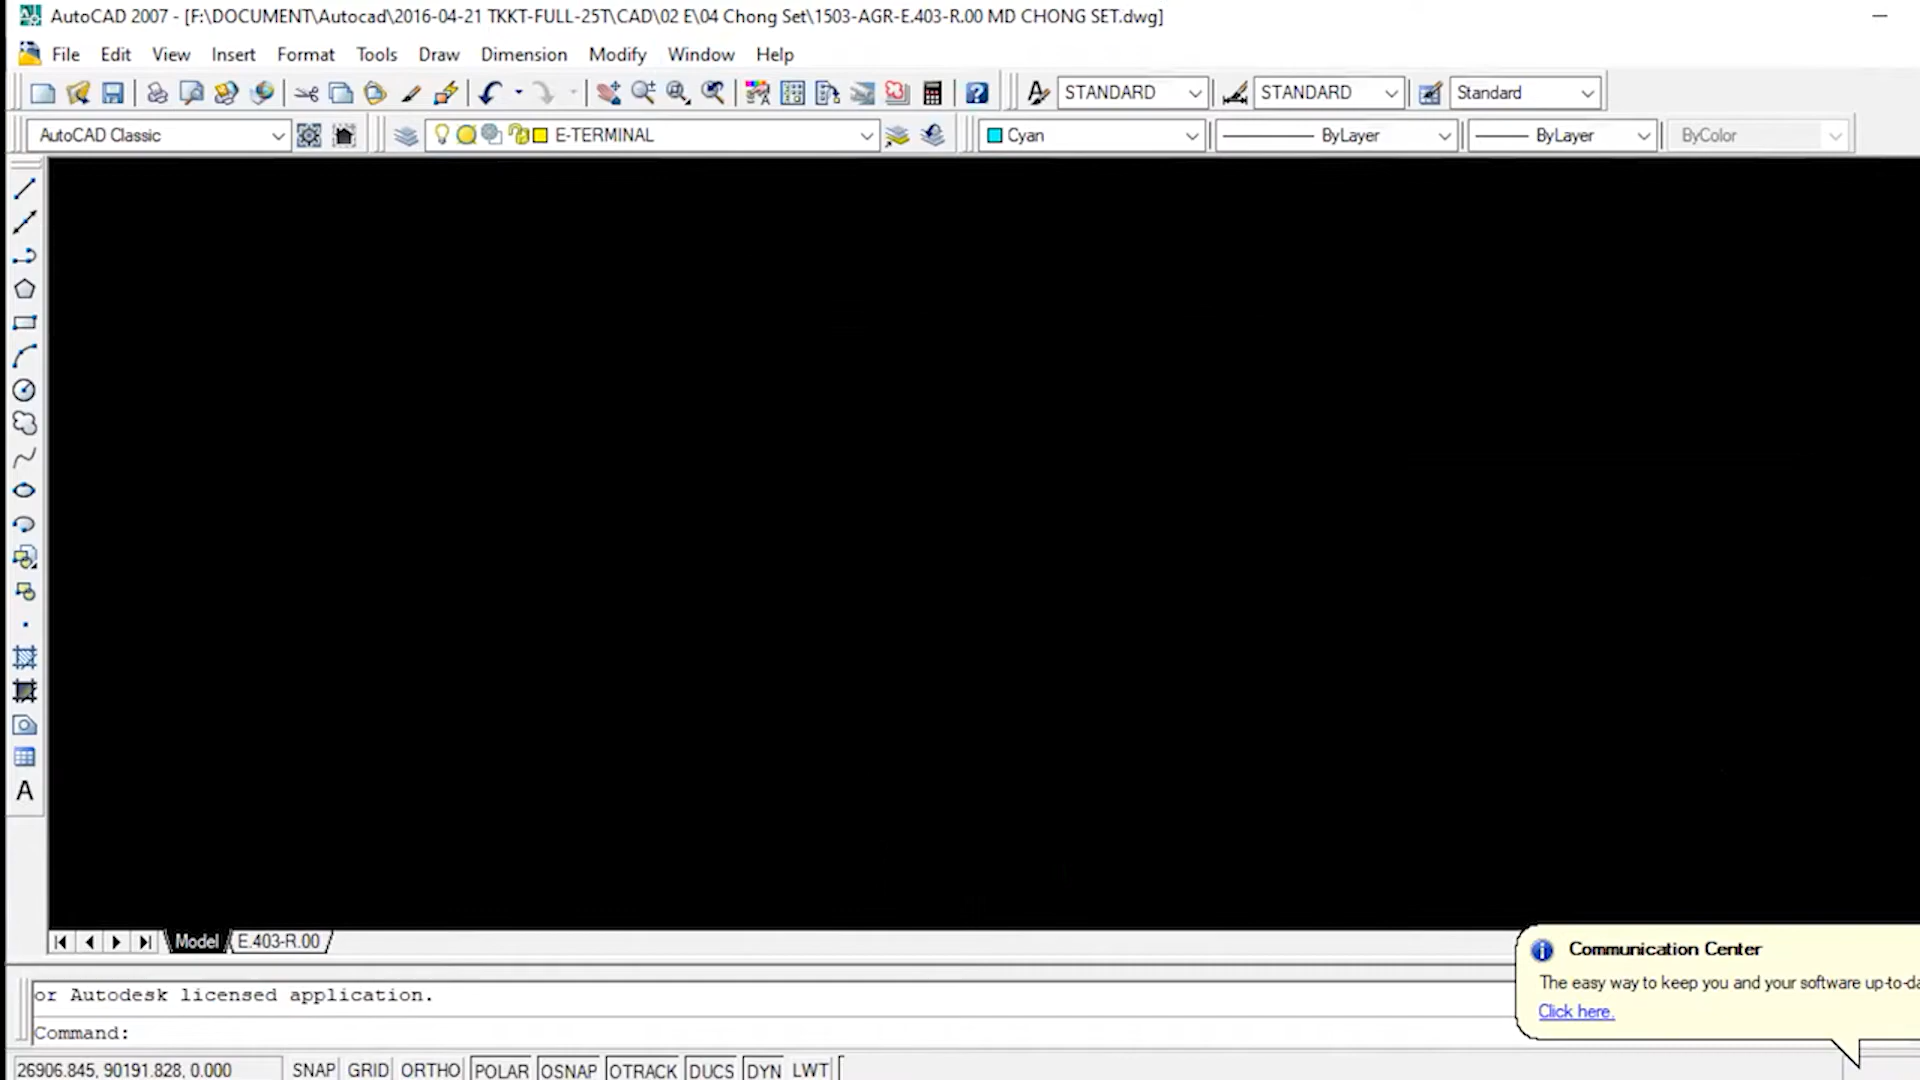 AutoCAD 2007 - [F:\DOCUMENT\Autocad\2016-04-21 TKKT-FULL-25T\CAD\02 E\04 Chong Set\1503-AGR-E.403-R.00 MD CHONG SET.dwg]
File Edit View Insert Format Tools Draw Dimension Modify Window Help
STANDARD STANDARD Standard
AutoCAD Classic E-TERMINAL Cyan ByLayer ByLayer ByColor
A
Model E.403-R.00
Communication Center
The easy way to keep you and your software up-to-da
Click here.
or Autodesk licensed application.
Command:
26906.845, 90191.828, 0.000 SNAP GRID ORTHO POLAR OSNAP OTRACK DUCS DYN LWT